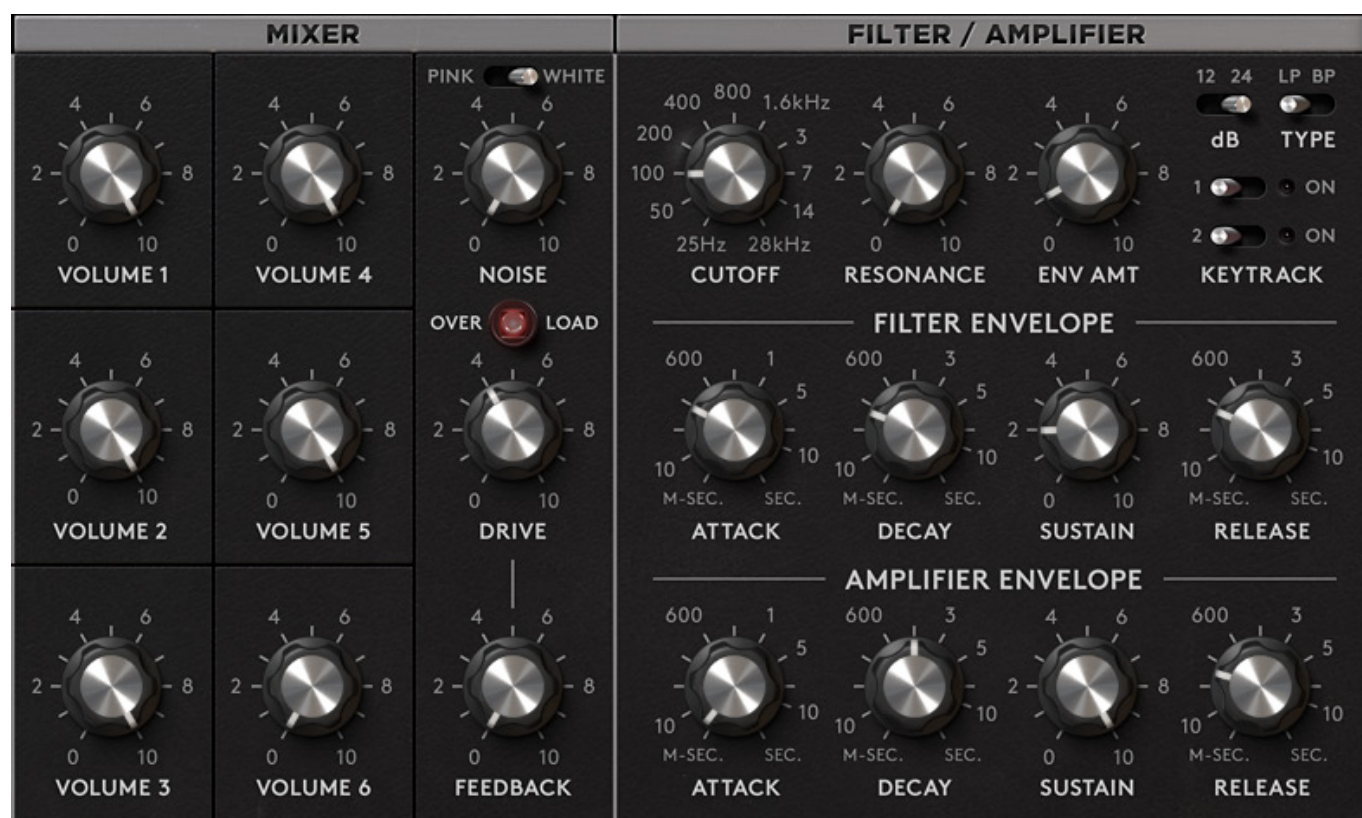 MIXER
FILTER / AMPLIFIER
PINK WHITE
4 6
2 8
0 10
VOLUME 1
4 6
2 8
0 10
VOLUME 4
4 6
2 8
0 10
NOISE
4 6
2 8
0 10
VOLUME 2
4 6
2 8
0 10
VOLUME 5
OVER LOAD
4 6
2 8
0 10
DRIVE
4 6
2 8
0 10
VOLUME 3
4 6
2 8
0 10
VOLUME 6
4 6
2 8
0 10
FEEDBACK
400 800 1.6kHz
200 3
100 7
50 14
25Hz 28kHz
CUTOFF
4 6
2 8
0 10
RESONANCE
4 6
2 8
0 10
ENV AMT
12 24 LP BP
dB TYPE
1 ON
2 ON
KEYTRACK
FILTER ENVELOPE
600 1
5
10 10
M-SEC. SEC.
ATTACK
600 3
5
10 10
M-SEC. SEC.
DECAY
4 6
2 8
0 10
SUSTAIN
600 3
5
10 10
M-SEC. SEC.
RELEASE
AMPLIFIER ENVELOPE
600 1
5
10 10
M-SEC. SEC.
ATTACK
600 3
5
10 10
M-SEC. SEC.
DECAY
4 6
2 8
0 10
SUSTAIN
600 3
5
10 10
M-SEC. SEC.
RELEASE